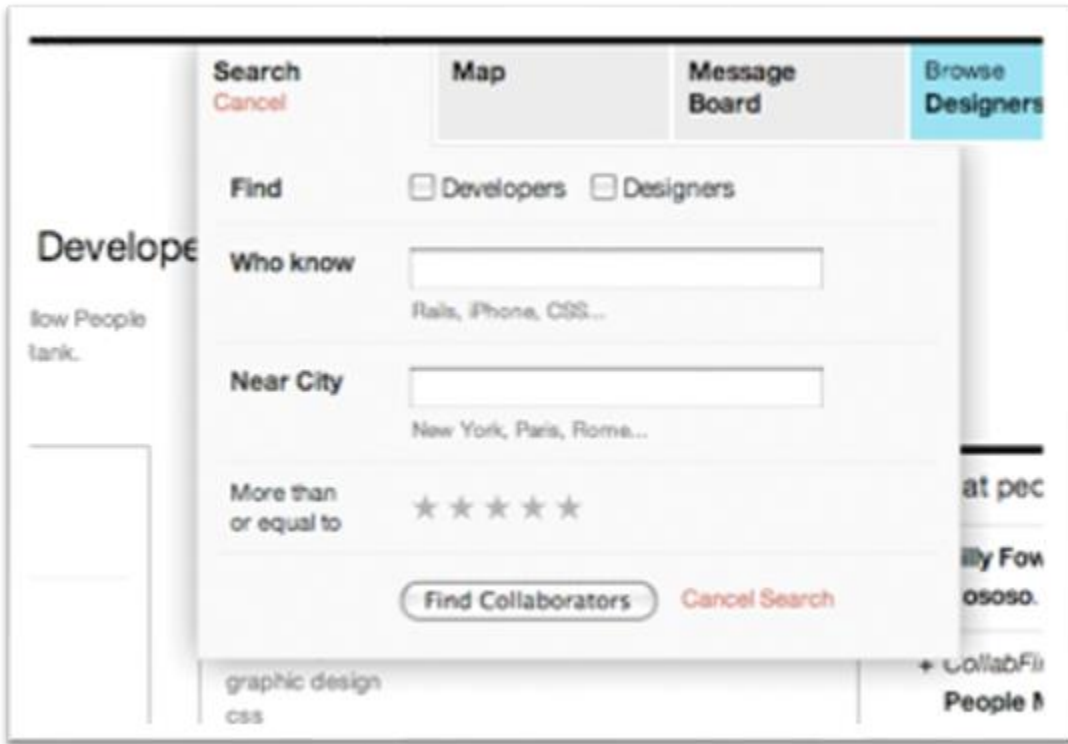 Search
Cancel
Map
Message
Board
Browse
Designers
Find
Developers
Designers
Who know
Rails, iPhone, CSS...
Near City
New York, Paris, Rome...
More than
or equal to
★★★★★
Find Collaborators
Cancel Search
Develope
llow People
Rank.
graphic design
css
at peo
illy Fow
ososo.
+ CollabFi
People